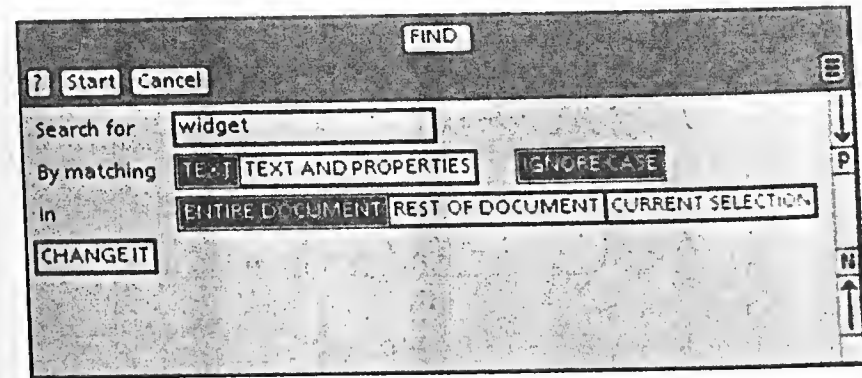 FIND
? Start Cancel
Search for widget
By matching TEXT TEXT AND PROPERTIES IGNORE CASE
P
In ENTIRE DOCUMENT REST OF DOCUMENT CURRENT SELECTION
CHANGE IT
N